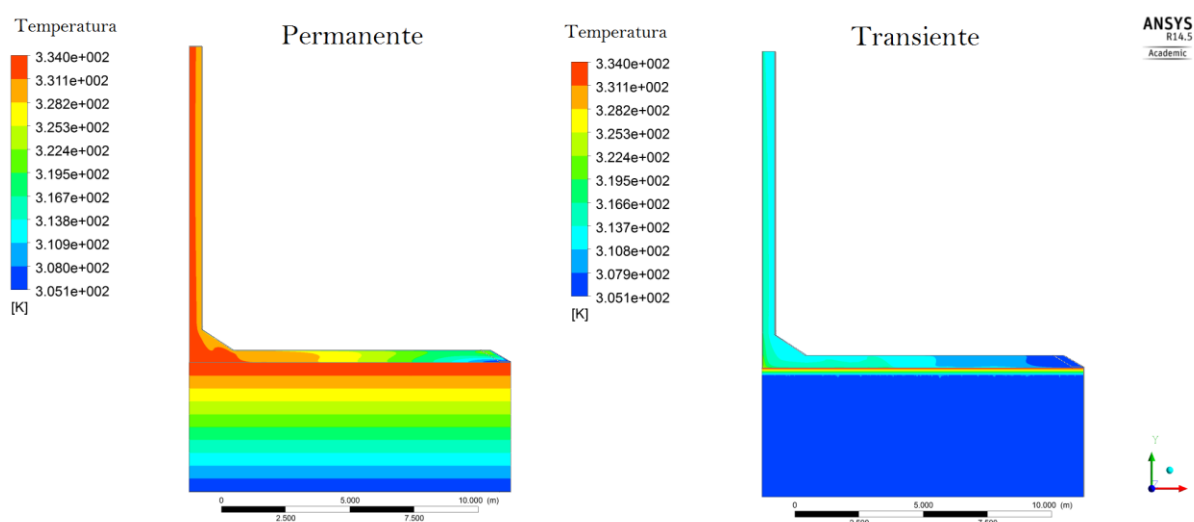 Temperatura
Permanente
3.340e+002
3.311e+002
3.282e+002
3.253e+002
3.224e+002
3.195e+002
3.167e+002
3.138e+002
3.109e+002
3.080e+002
3.051e+002
[K]
0
5.000
10.000 (m)
2.500
7.500
Temperatura
Transiente
3.340e+002
3.311e+002
3.282e+002
3.253e+002
3.224e+002
3.195e+002
3.166e+002
3.137e+002
3.108e+002
3.079e+002
3.051e+002
[K]
0
5.000
10.000 (m)
2.500
7.500
ANSYS
R14.5
Academic
Y